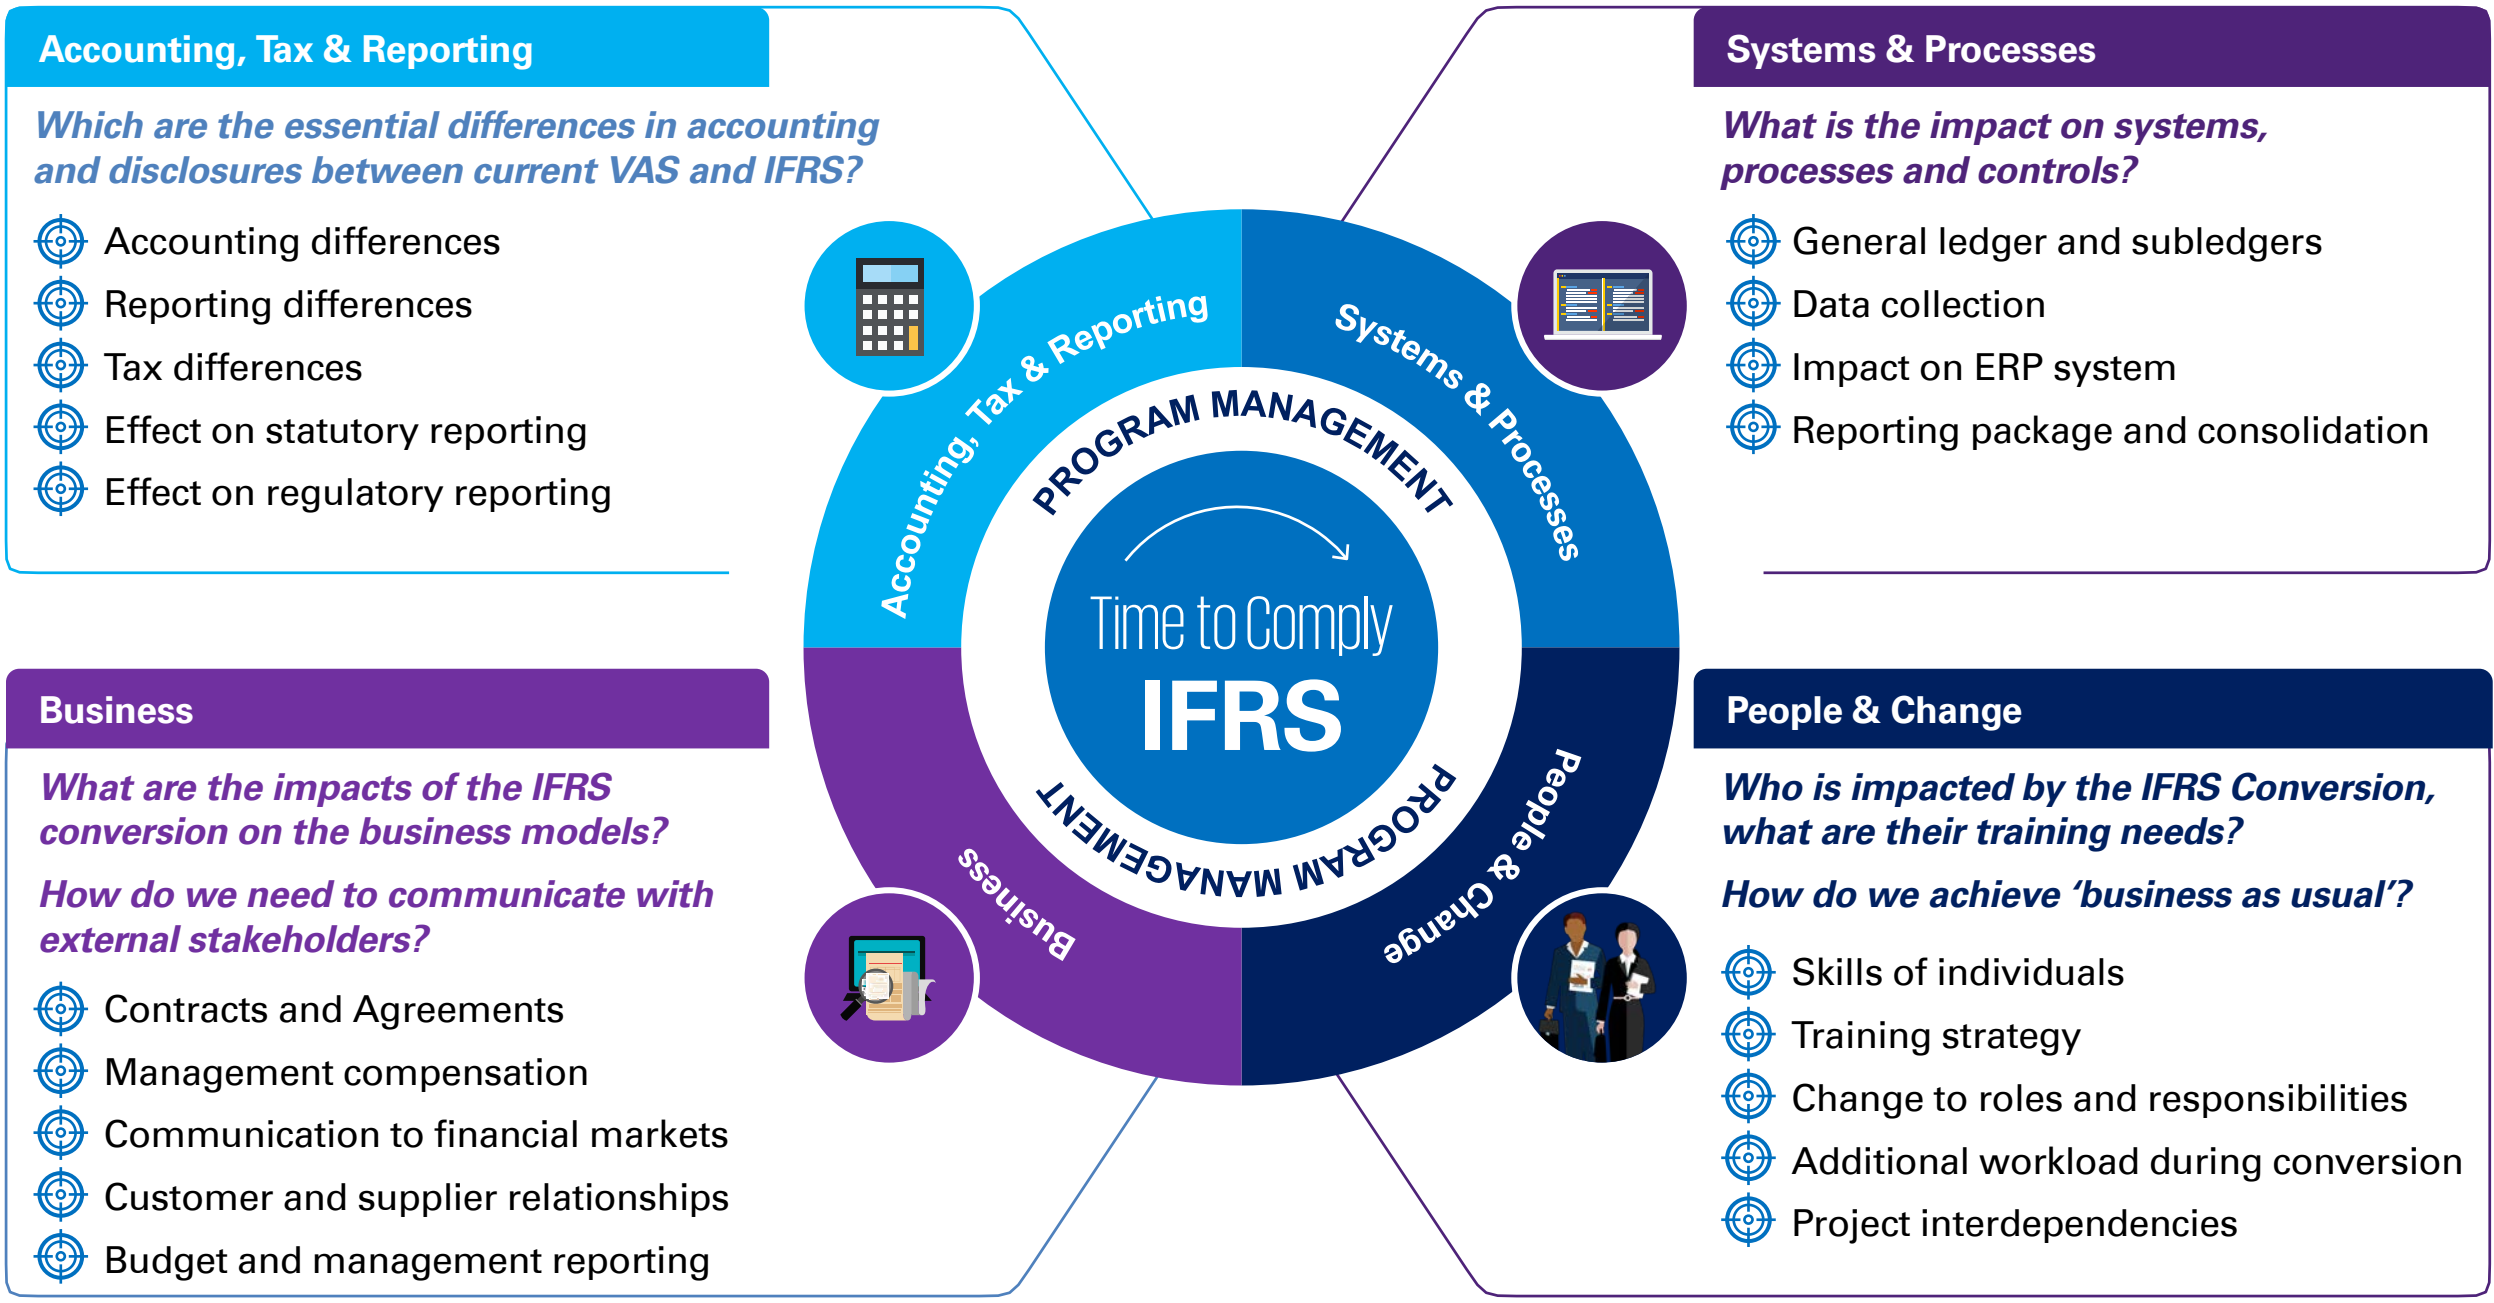 Accounting, Tax & Reporting
Which are the essential differences in accounting
and disclosures between current VAS and IFRS?
Accounting differences
Reporting differences
Tax differences
Effect on statutory reporting
Effect on regulatory reporting
Systems & Processes
What is the impact on systems,
processes and controls?
General ledger and subledgers
Data collection
Impact on ERP system
Reporting package and consolidation
Accounting, Tax & Reporting
Systems & Processes
PROGRAM MANAGEMENT
Time to Comply
IFRS
PROGRAM MANAGEMENT
Business
People & Change
Business
What are the impacts of the IFRS
conversion on the business models?
How do we need to communicate with
external stakeholders?
Contracts and Agreements
Management compensation
Communication to financial markets
Customer and supplier relationships
Budget and management reporting
People & Change
Who is impacted by the IFRS Conversion,
what are their training needs?
How do we achieve ‘business as usual’?
Skills of individuals
Training strategy
Change to roles and responsibilities
Additional workload during conversion
Project interdependencies